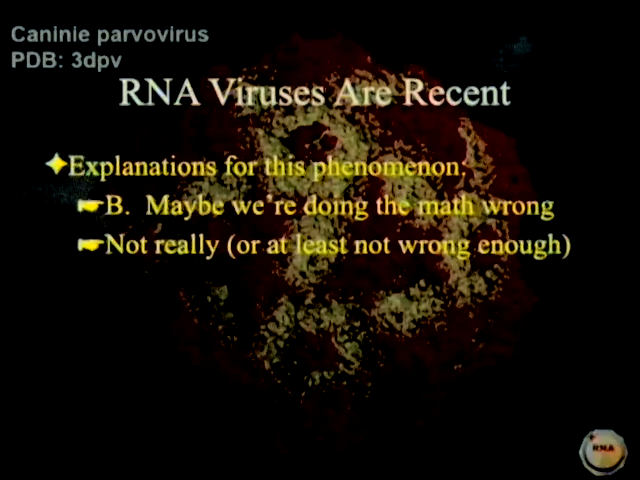 Caninie parvovirus
PDB: 3dpv
RNA Viruses Are Recent
Explanations for this phenomenon:
B. Maybe we're doing the math wrong
Not really (or at least not wrong enough)
RNA